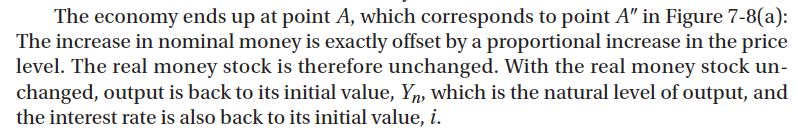 The economy ends up at point A, which corresponds to point A″ in Figure 7-8(a):
The increase in nominal money is exactly offset by a proportional increase in the price
level. The real money stock is therefore unchanged. With the real money stock un-
changed, output is back to its initial value, Yn, which is the natural level of output, and
the interest rate is also back to its initial value, i.